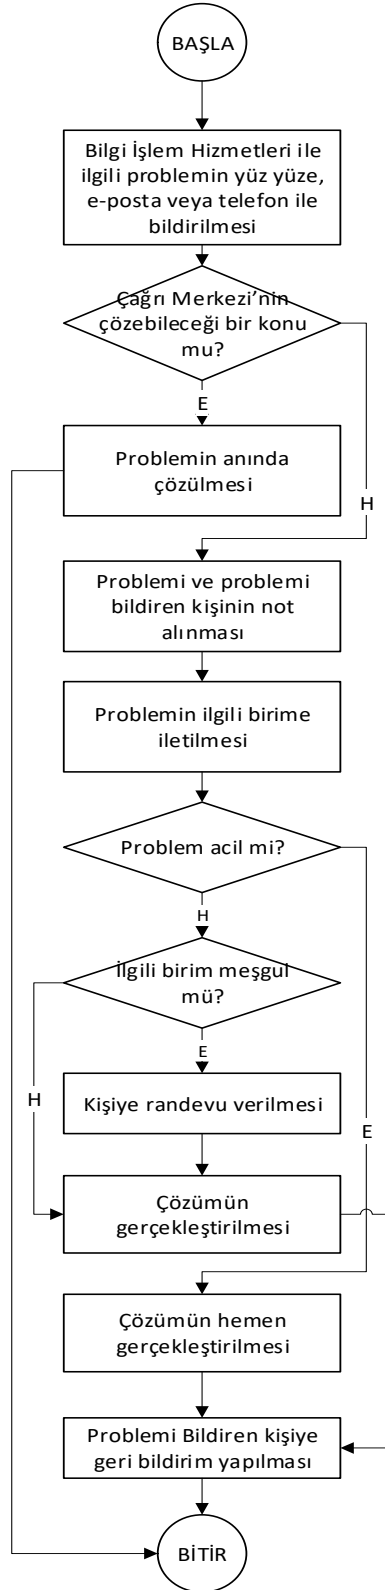 BAŞLA
Bilgi İşlem Hizmetleri ile
ilgili problemin yüz yüze,
e-posta veya telefon ile
bildirilmesi
Çağrı Merkezi’nin
çözebileceği bir konu
mu?
E
Problemin anında
çözülmesi
H
Problemi ve problemi
bildiren kişinin not
alınması
Problemin ilgili birime
iletilmesi
Problem acil mi?
H
İlgili birim meşgul
mü?
E
H
Kişiye randevu verilmesi
E
Çözümün
gerçekleştirilmesi
Çözümün hemen
gerçekleştirilmesi
Problemi Bildiren kişiye
geri bildirim yapılması
BİTİR